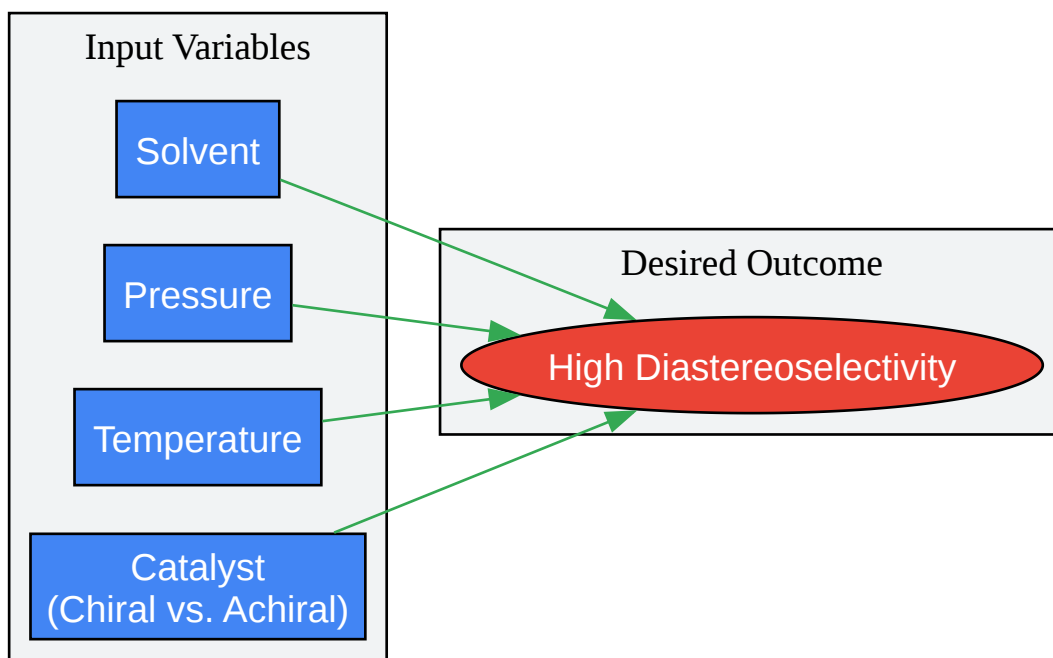 Input Variables
Solvent
Pressure
Temperature
Catalyst
(Chiral vs. Achiral)
Desired Outcome
High Diastereoselectivity